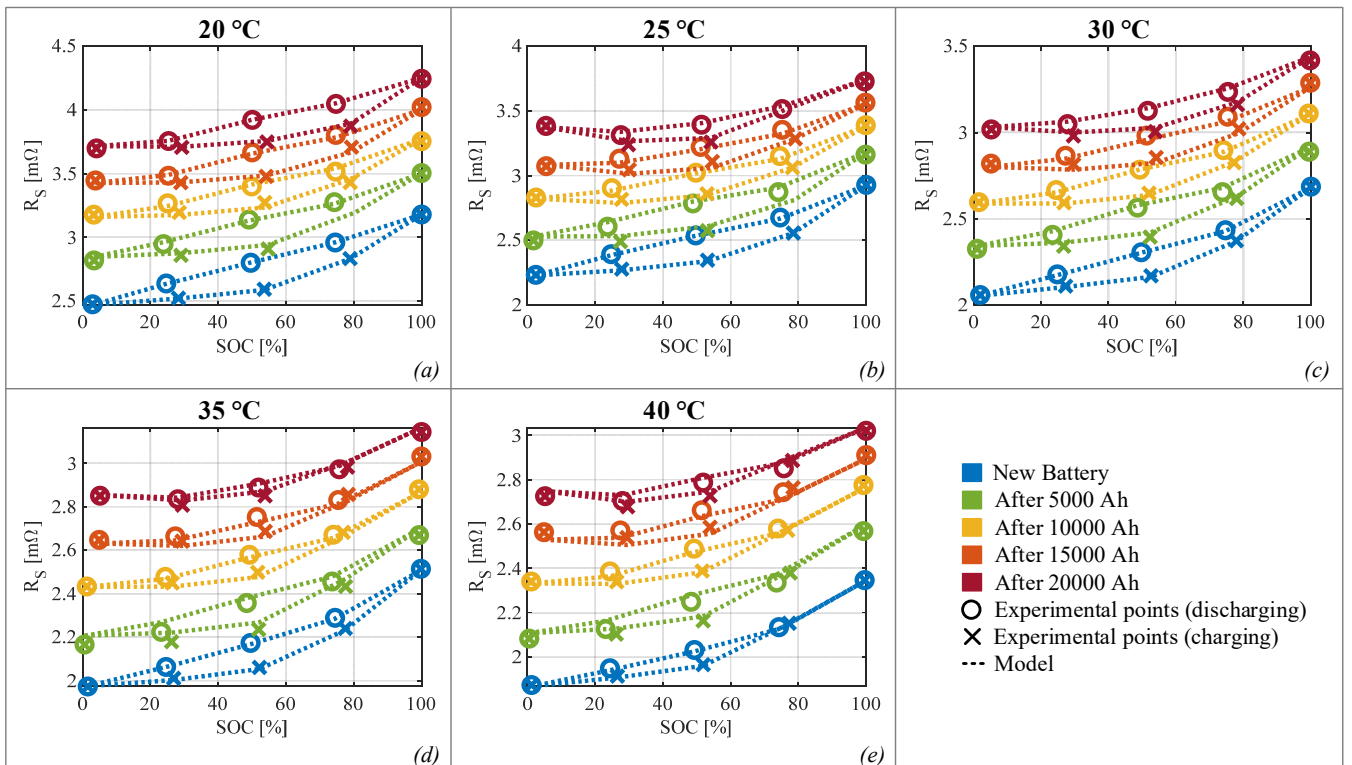 20 °C
4.5
4
3.5
3
2.5
R_S [mΩ]
0 20 40 60 80 100
SOC [%]
(a)
25 °C
4
3.5
3
2.5
2
R_S [mΩ]
0 20 40 60 80 100
SOC [%]
(b)
30 °C
3.5
3
2.5
2
R_S [mΩ]
0 20 40 60 80 100
SOC [%]
(c)
35 °C
3
2.8
2.6
2.4
2.2
2
R_S [mΩ]
0 20 40 60 80 100
SOC [%]
(d)
40 °C
3
2.8
2.6
2.4
2.2
2
R_S [mΩ]
0 20 40 60 80 100
SOC [%]
(e)
New Battery
After 5000 Ah
After 10000 Ah
After 15000 Ah
After 20000 Ah
Experimental points (discharging)
Experimental points (charging)
Model